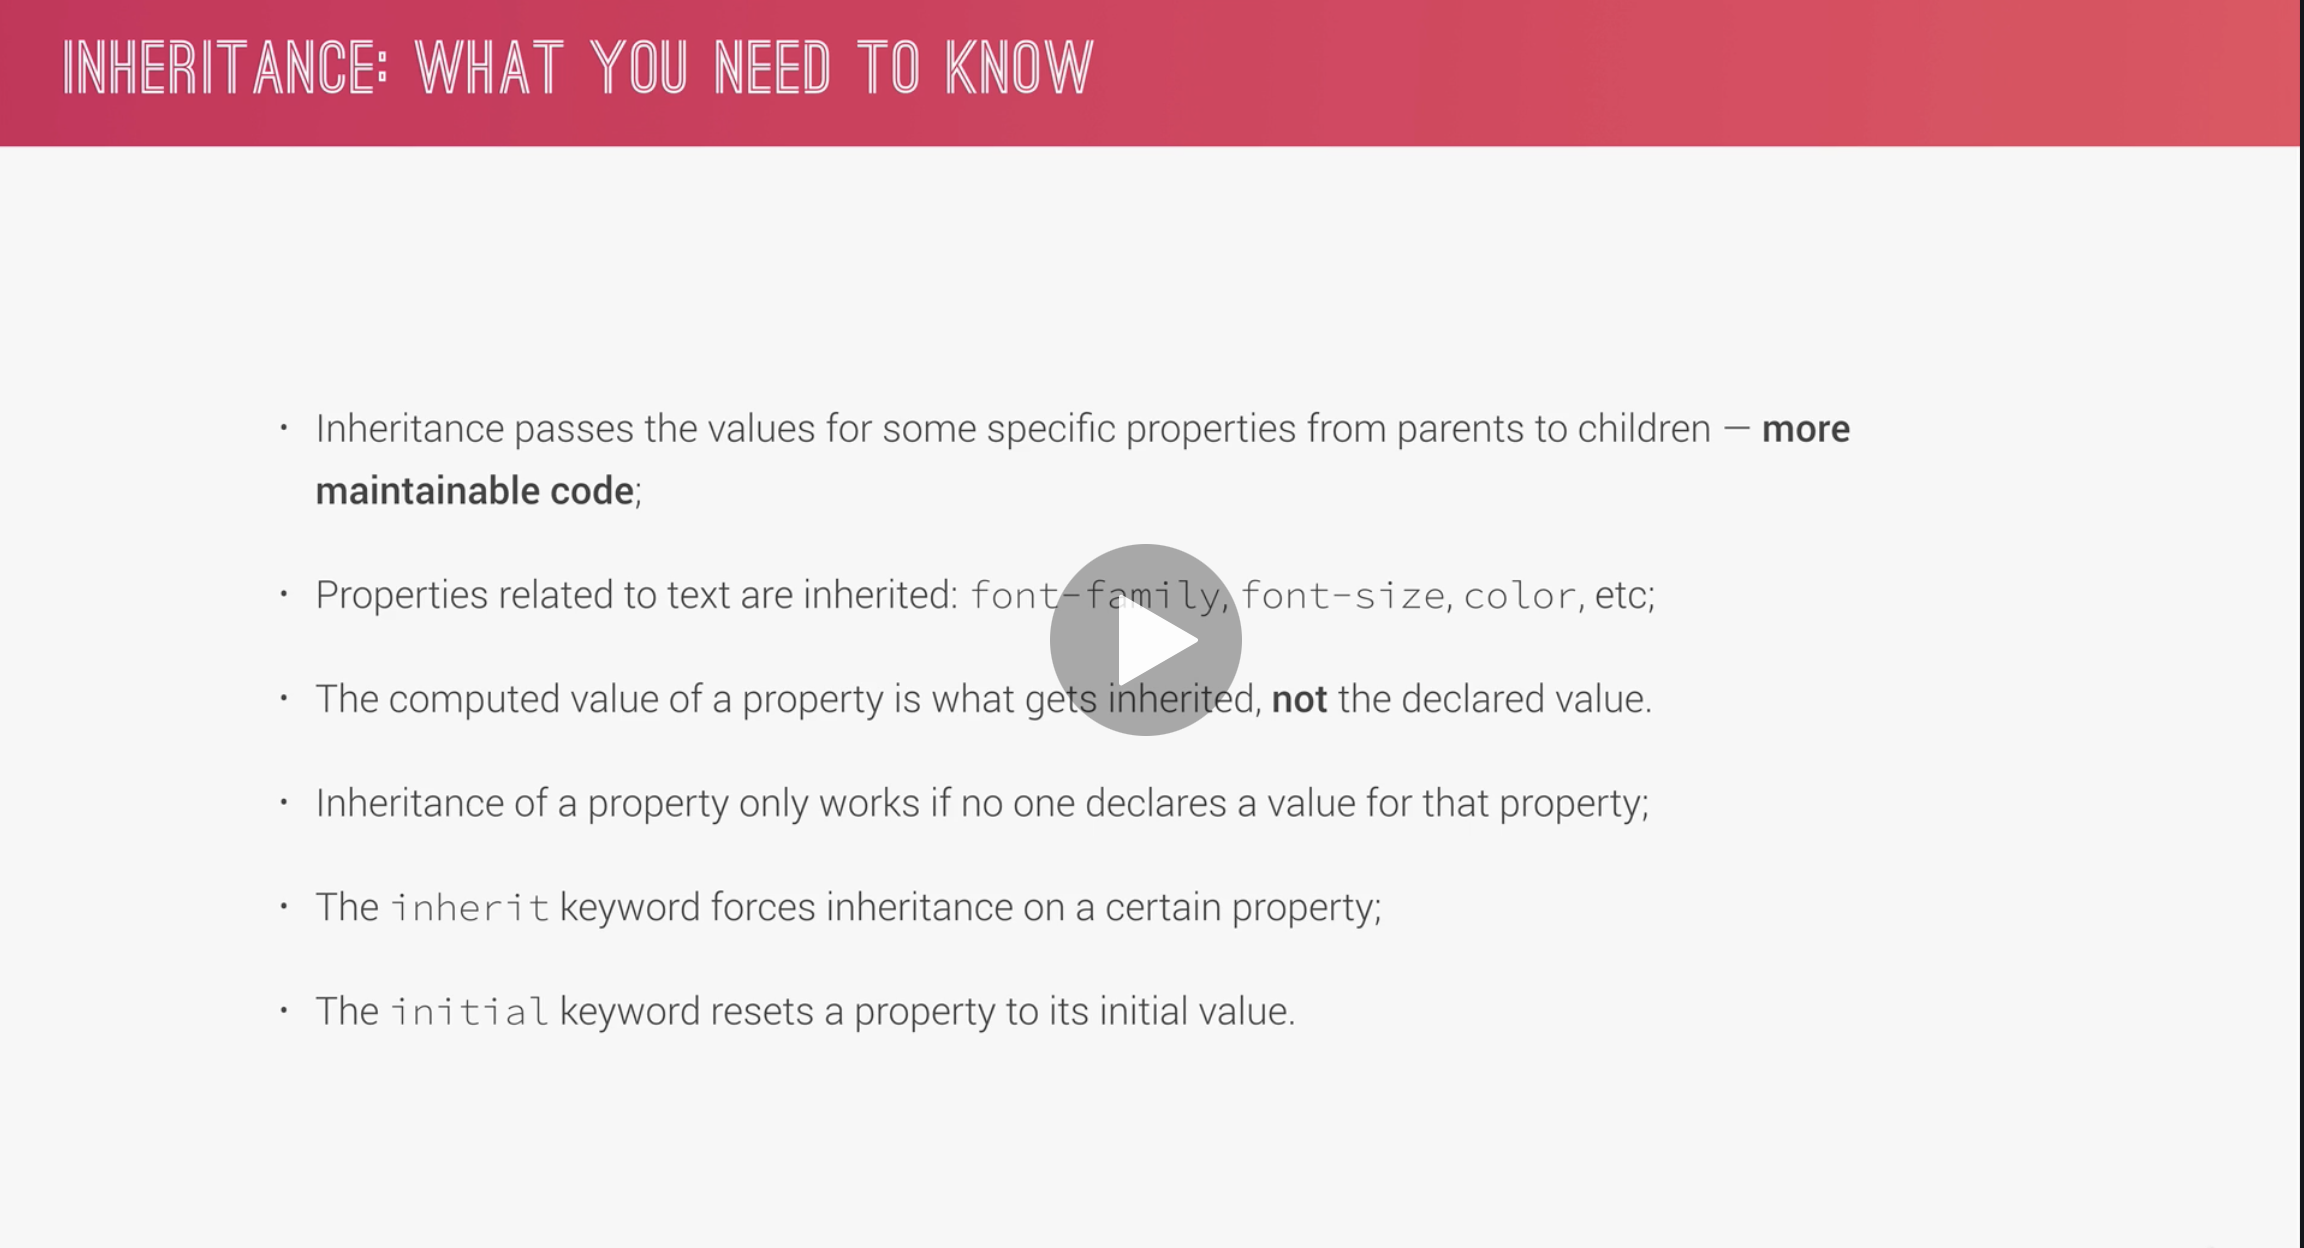 INHERITANCE: WHAT YOU NEED TO KNOW
• Inheritance passes the values for some specific properties from parents to children — more
maintainable code;
• Properties related to text are inherited: font-family, font-size, color, etc;
• The computed value of a property is what gets inherited, not the declared value.
• Inheritance of a property only works if no one declares a value for that property;
• The inherit keyword forces inheritance on a certain property;
• The initial keyword resets a property to its initial value.